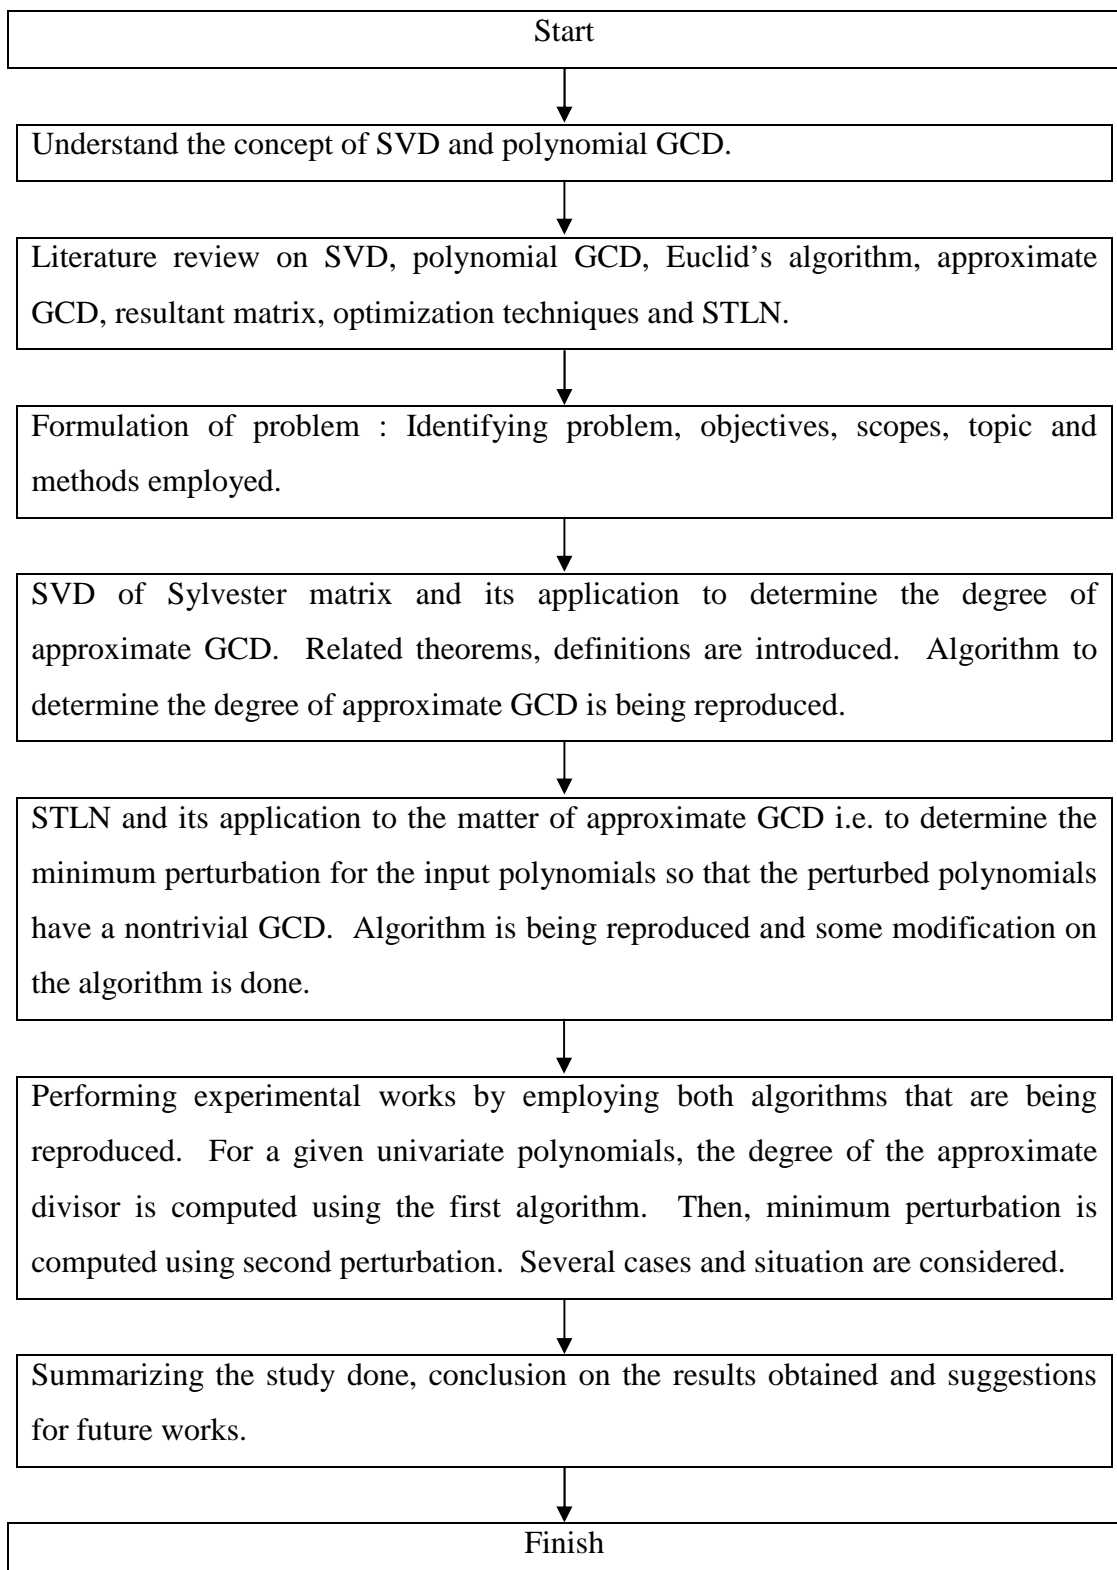 Start
Understand the concept of SVD and polynomial GCD.
Literature review on SVD, polynomial GCD, Euclid’s algorithm, approximate
GCD, resultant matrix, optimization techniques and STLN.
Formulation of problem : Identifying problem, objectives, scopes, topic and
methods employed.
SVD of Sylvester matrix and its application to determine the degree of
approximate GCD. Related theorems, definitions are introduced. Algorithm to
determine the degree of approximate GCD is being reproduced.
STLN and its application to the matter of approximate GCD i.e. to determine the
minimum perturbation for the input polynomials so that the perturbed polynomials
have a nontrivial GCD. Algorithm is being reproduced and some modification on
the algorithm is done.
Performing experimental works by employing both algorithms that are being
reproduced. For a given univariate polynomials, the degree of the approximate
divisor is computed using the first algorithm. Then, minimum perturbation is
computed using second perturbation. Several cases and situation are considered.
Summarizing the study done, conclusion on the results obtained and suggestions
for future works.
Finish